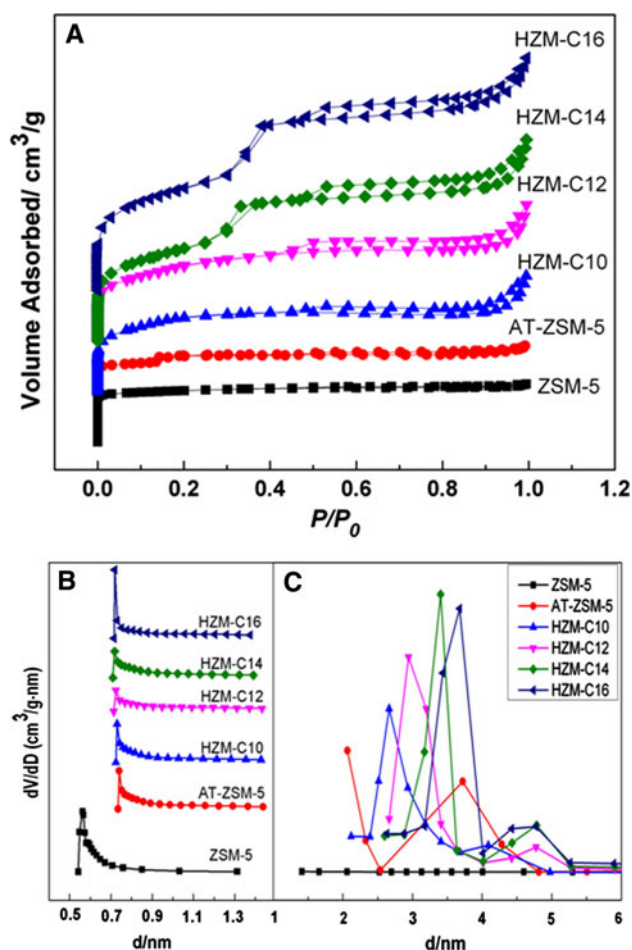 A
Volume Adsorbed/ cm³/g
HZM-C16
HZM-C14
HZM-C12
HZM-C10
AT-ZSM-5
ZSM-5
0.0 0.2 0.4 0.6 0.8 1.0 1.2
P/P₀
B
dV/dD (cm³/g-nm)
HZM-C16
HZM-C14
HZM-C12
HZM-C10
AT-ZSM-5
ZSM-5
0.5 0.7 0.9 1.1 1.3 1
d/nm
C
ZSM-5
AT-ZSM-5
HZM-C10
HZM-C12
HZM-C14
HZM-C16
2 3 4 5 6
d/nm